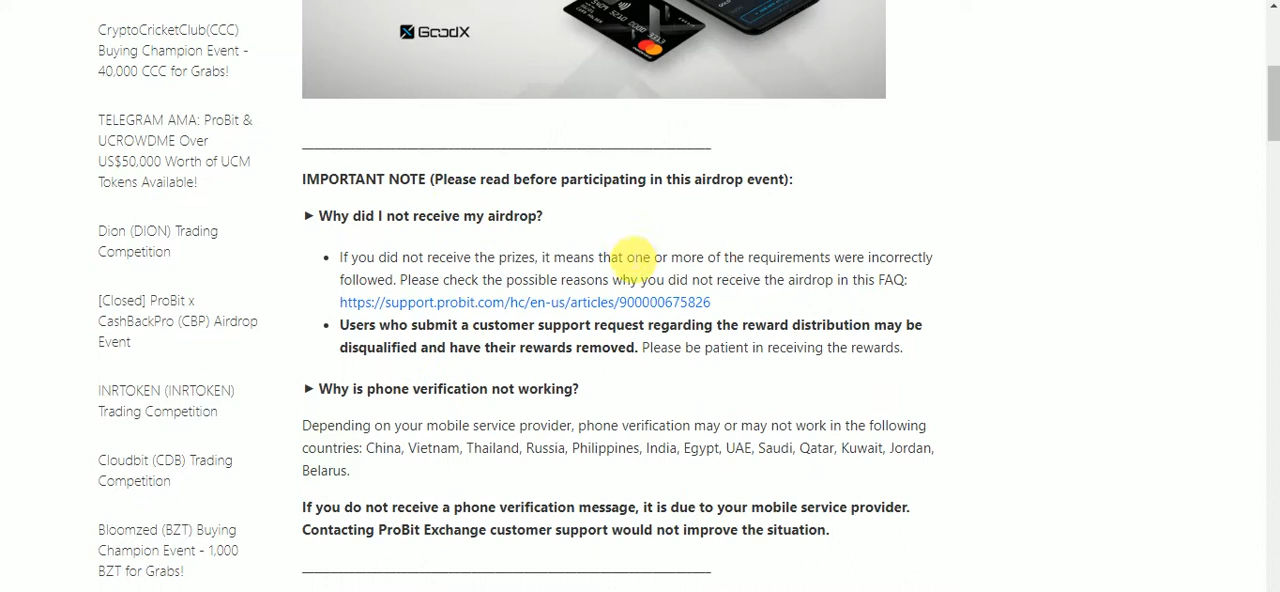 CryptoCricketClub(CCC)
Buying Champion Event -
40,000 CCC for Grabs!
TELEGRAM AMA: ProBit &
UCROWDME Over
US$50,000 Worth of UCM
Tokens Available!
Dion (DION) Trading
Competition
[Closed] ProBit x
CashBackPro (CBP) Airdrop
Event
INRTOKEN (INRTOKEN)
Trading Competition
Cloudbit (CDB) Trading
Competition
Bloomzed (BZT) Buying
Champion Event - 1,000
BZT for Grabs!
GoodX
IMPORTANT NOTE (Please read before participating in this airdrop event):
► Why did I not receive my airdrop?
• If you did not receive the prizes, it means that one or more of the requirements were incorrectly
followed. Please check the possible reasons why you did not receive the airdrop in this FAQ:
https://support.probit.com/hc/en-us/articles/900000675826
• Users who submit a customer support request regarding the reward distribution may be
disqualified and have their rewards removed. Please be patient in receiving the rewards.
► Why is phone verification not working?
Depending on your mobile service provider, phone verification may or may not work in the following
countries: China, Vietnam, Thailand, Russia, Philippines, India, Egypt, UAE, Saudi, Qatar, Kuwait, Jordan,
Belarus.
If you do not receive a phone verification message, it is due to your mobile service provider.
Contacting ProBit Exchange customer support would not improve the situation.